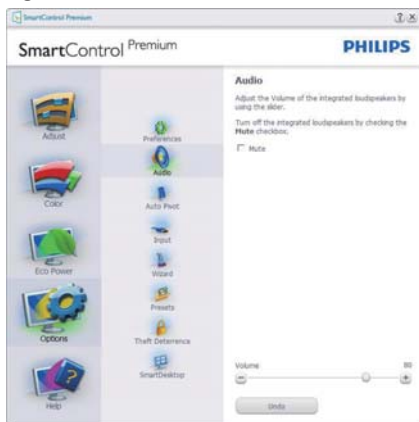 SmartControl Premium
SmartControl Premium
PHILIPS
Adjust
Color
Eco Power
Options
Help
Preferences
Audio
Auto Pivot
Input
Wizard
Presets
Theft Deterrence
SmartDesktop
Audio
Adjust the Volume of the integrated loudspeakers by
using the slider.
Turn off the integrated loudspeakers by checking the
Mute checkbox.
Mute
Volume 80
Undo